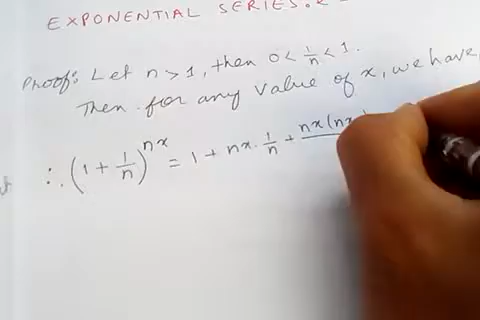 EXPONENTIAL SERIES:
Proof: Let n > 1, then 0 < 1/n < 1.
Then for any value of x, we have,
∴ (1 + 1/n)^nx = 1 + nx · 1/n + nx(nx